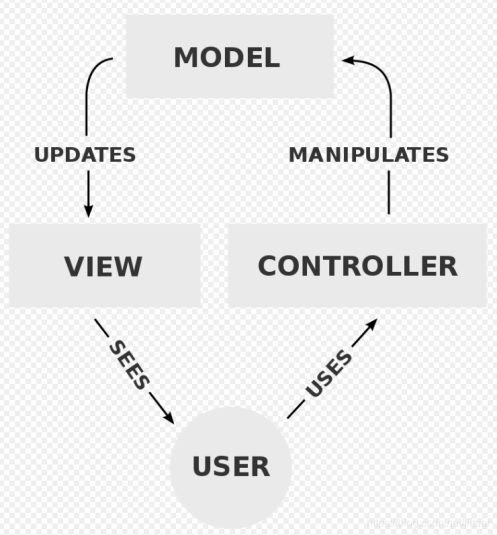 MODEL
UPDATES
MANIPULATES
VIEW
CONTROLLER
SEES
USES
USER